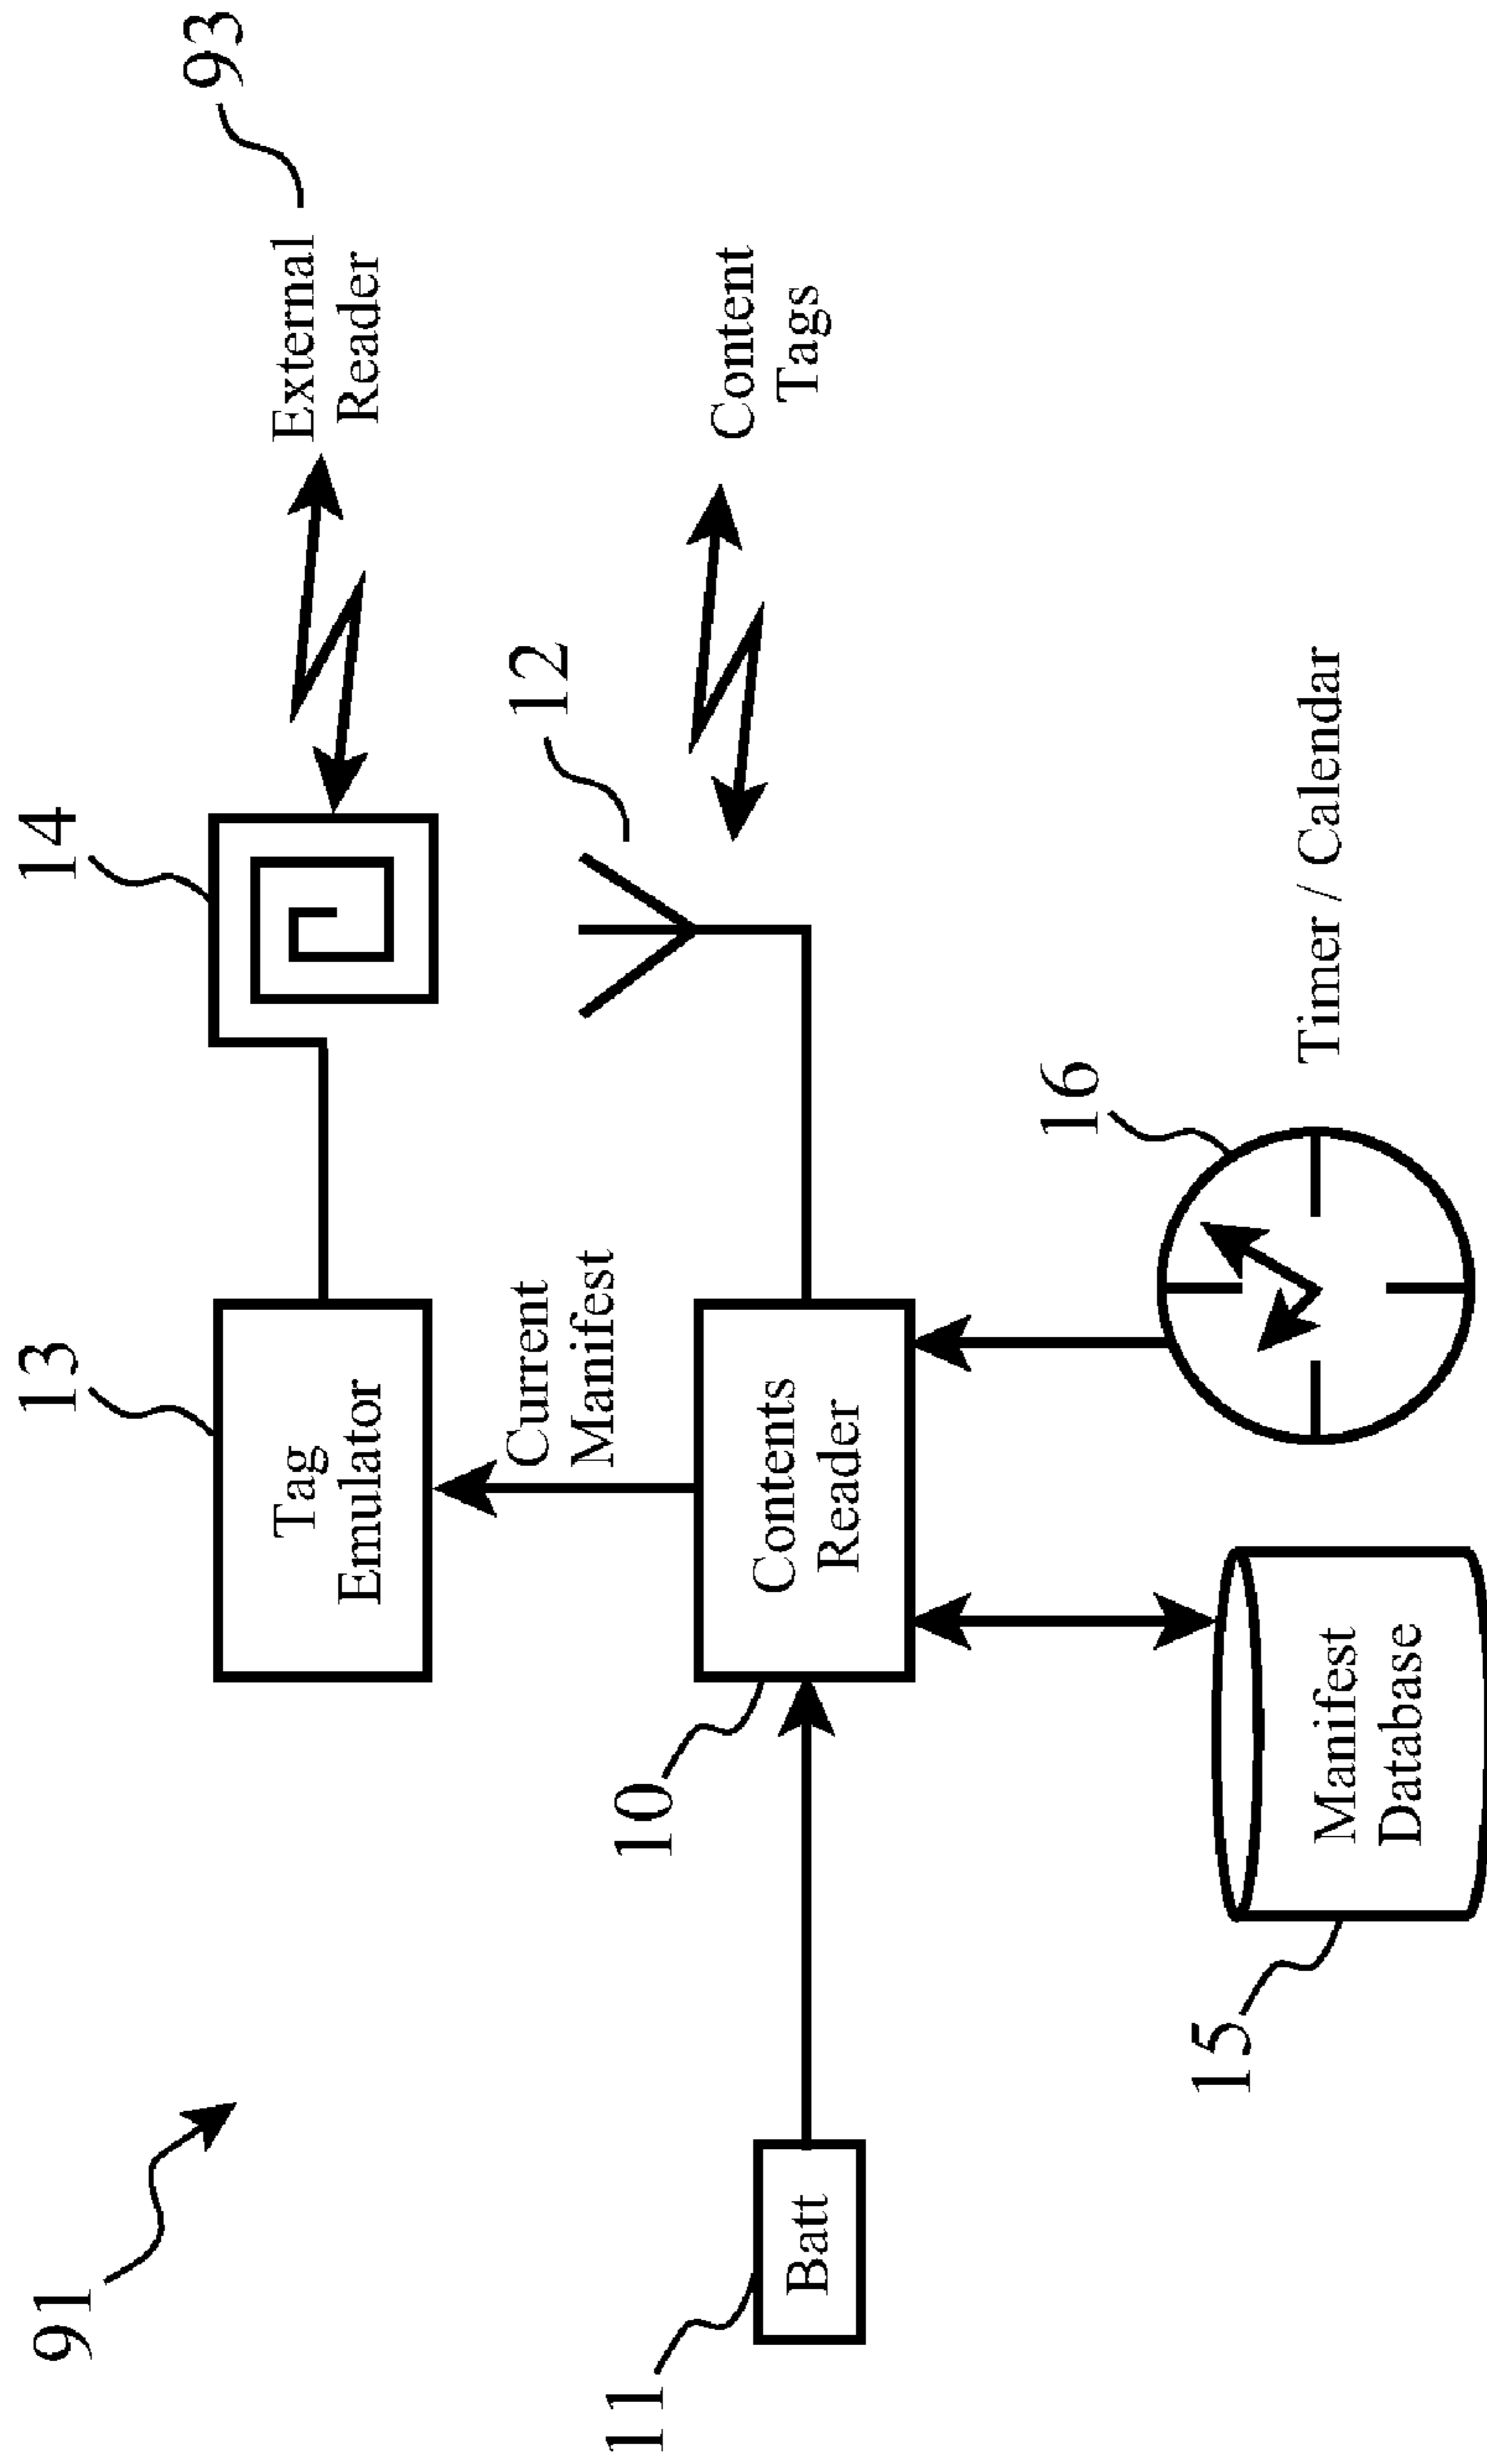 91
13
14
93
Tag
Emulator
External
Reader
Current
Manifest
12
10
11
Batt
Contents
Reader
Content
Tags
15
Manifest
Database
16
Timer / Calendar